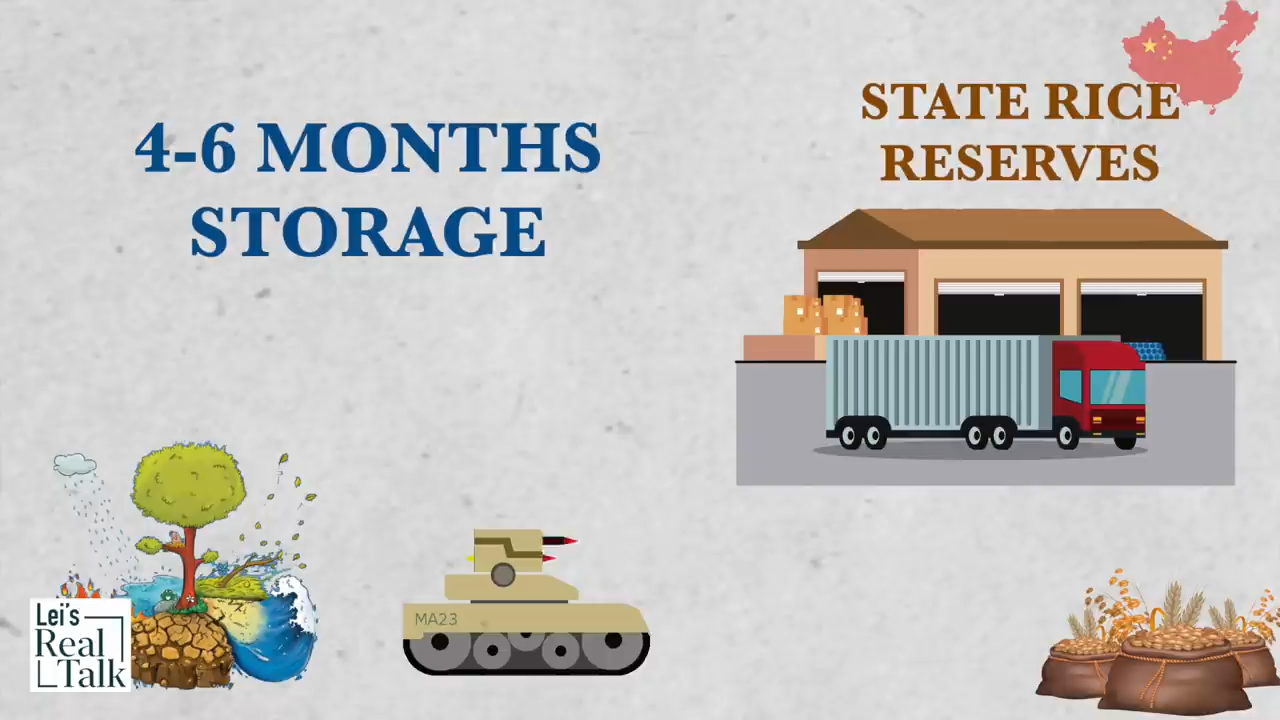 4-6 MONTHS
STORAGE
STATE RICE
RESERVES
MA23
Lei's
Real
Talk